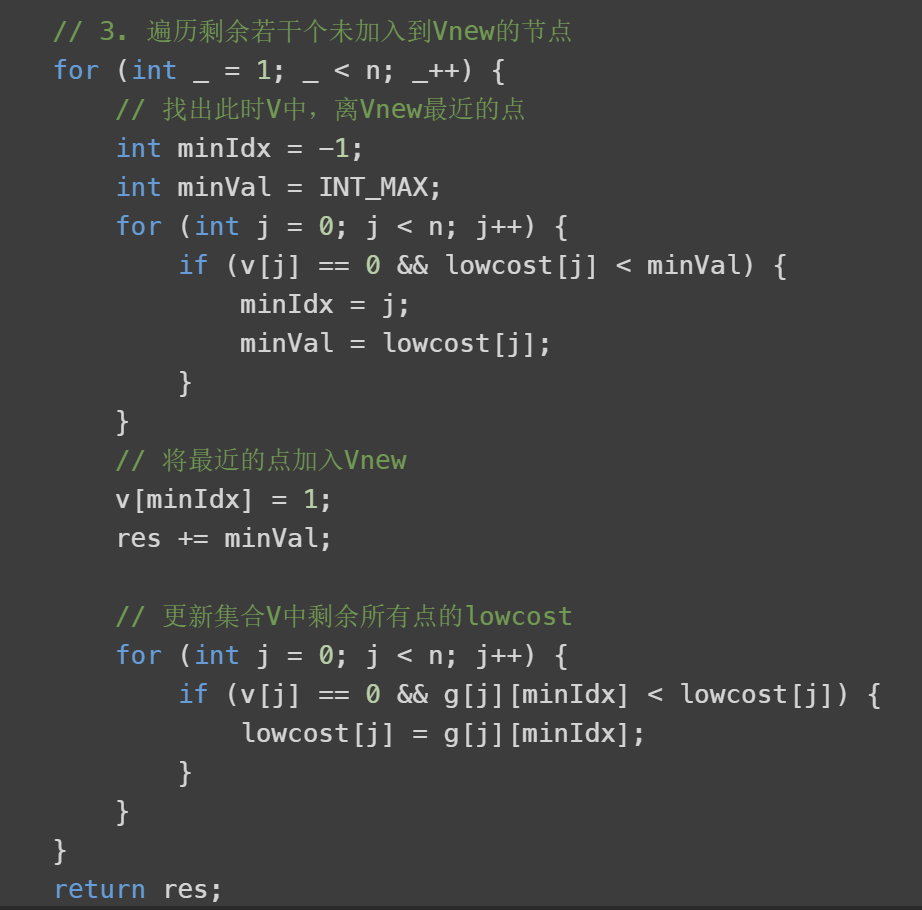 // 3. 遍历剩余若干个未加入到Vnew的节点
for (int _ = 1; _ < n; _++) {
// 找出此时V中，离Vnew最近的点
int minIdx = -1;
int minVal = INT_MAX;
for (int j = 0; j < n; j++) {
if (v[j] == 0 && lowcost[j] < minVal) {
minIdx = j;
minVal = lowcost[j];
}
}
// 将最近的点加入Vnew
v[minIdx] = 1;
res += minVal;
// 更新集合V中剩余所有点的lowcost
for (int j = 0; j < n; j++) {
if (v[j] == 0 && g[j][minIdx] < lowcost[j]) {
lowcost[j] = g[j][minIdx];
}
}
}
return res;